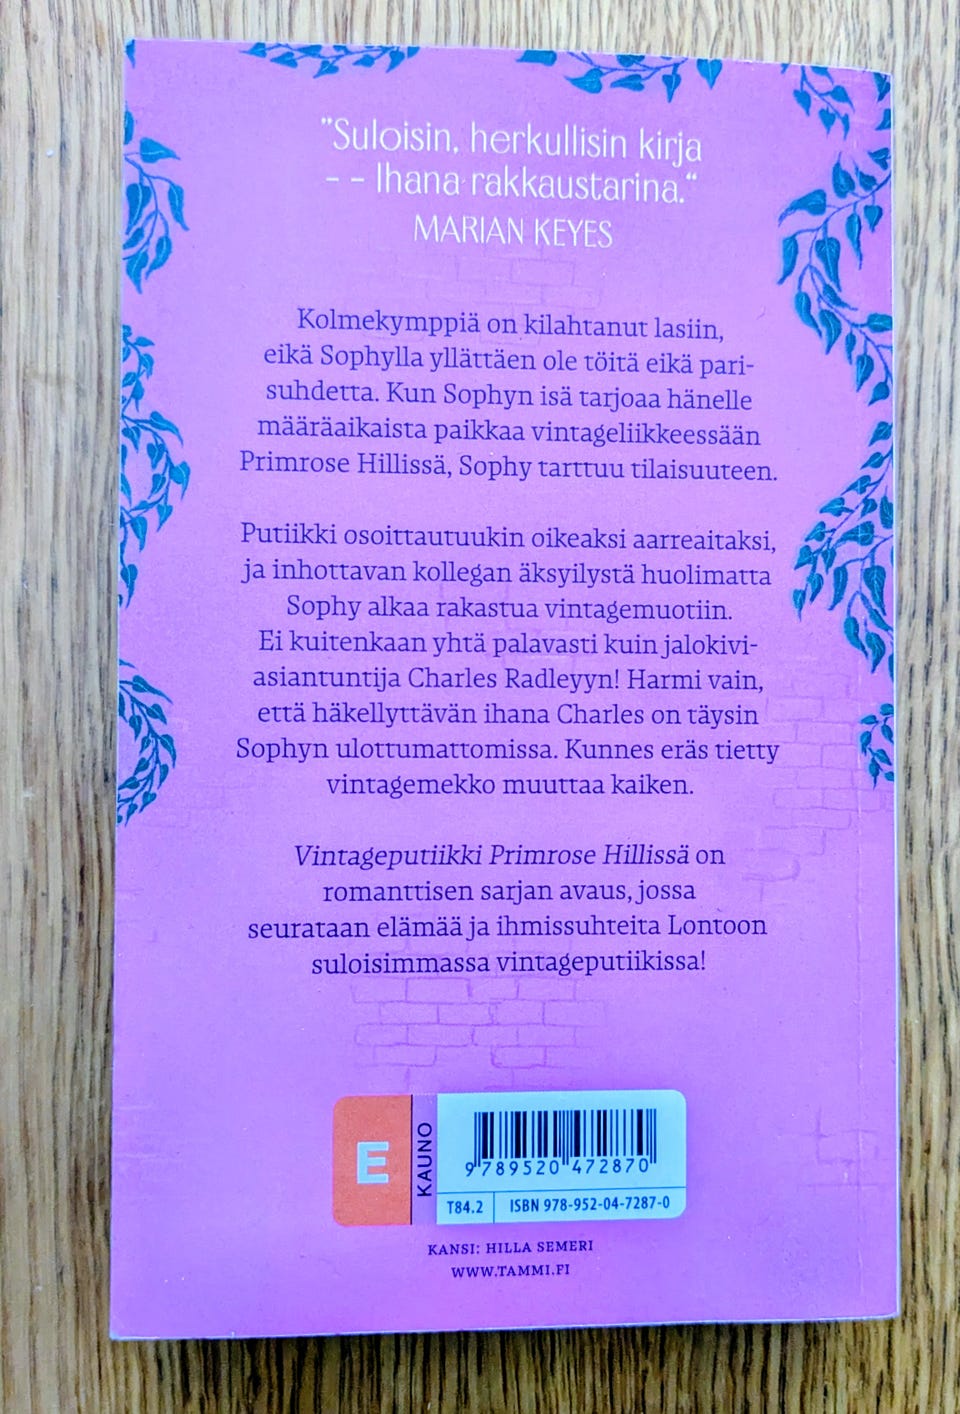 "Suloisin, herkullisin kirja
– – Ihana rakkaustarina."
MARIAN KEYES
Kolmekymppiä on kilahtanut lasiin,
eikä Sophylla yllättäen ole töitä eikä pari-
suhdetta. Kun Sophyn isä tarjoaa hänelle
määräaikaista paikkaa vintageliikkeessään
Primrose Hillissä, Sophy tarttuu tilaisuuteen.
Putiikki osoittautuukin oikeaksi aarreaitaksi,
ja inhottavan kollegan äksyilystä huolimatta
Sophy alkaa rakastua vintagemuotiin.
Ei kuitenkaan yhtä palavasti kuin jalokivi-
asiantuntija Charles Radleyyn! Harmi vain,
että häkellyttävän ihana Charles on täysin
Sophyn ulottumattomissa. Kunnes eräs tietty
vintagemekko muuttaa kaiken.
Vintageputiikki Primrose Hillissä on
romanttisen sarjan avaus, jossa
seurataan elämää ja ihmissuhteita Lontoon
suloisimmassa vintageputiikissa!
E
KAUNO
9 789520 472870
T84.2 ISBN 978-952-04-7287-0
KANSI: HILLA SEMERI
WWW.TAMMI.FI